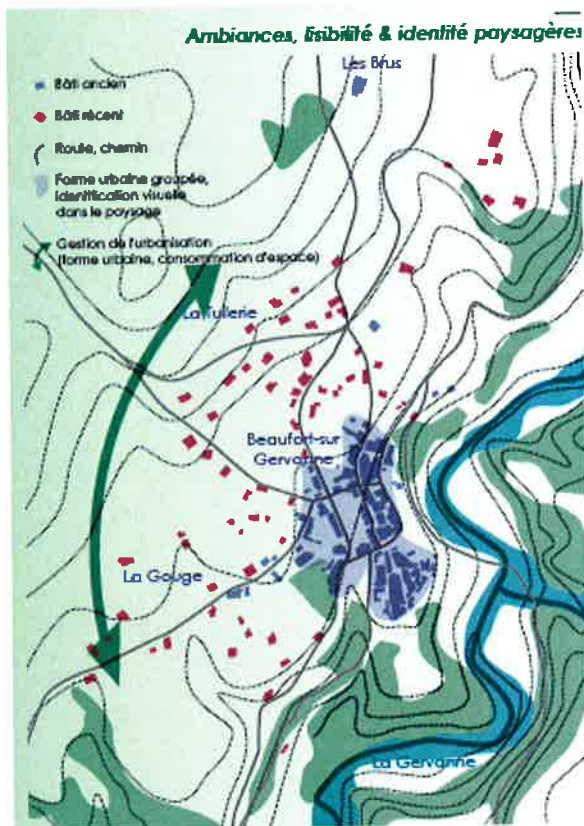 Ambiances, lisibilité & identité paysagères
Les Brus
Bâti ancien
Bâti récent
Route, chemin
Forme urbaine groupée,
identification visuelle
dans le paysage
Gestion de l'urbanisation
(forme urbaine, consommation d'espace)
La Tuilerie
Beaufort-sur
Gervanne
La Gouge
La Gervanne